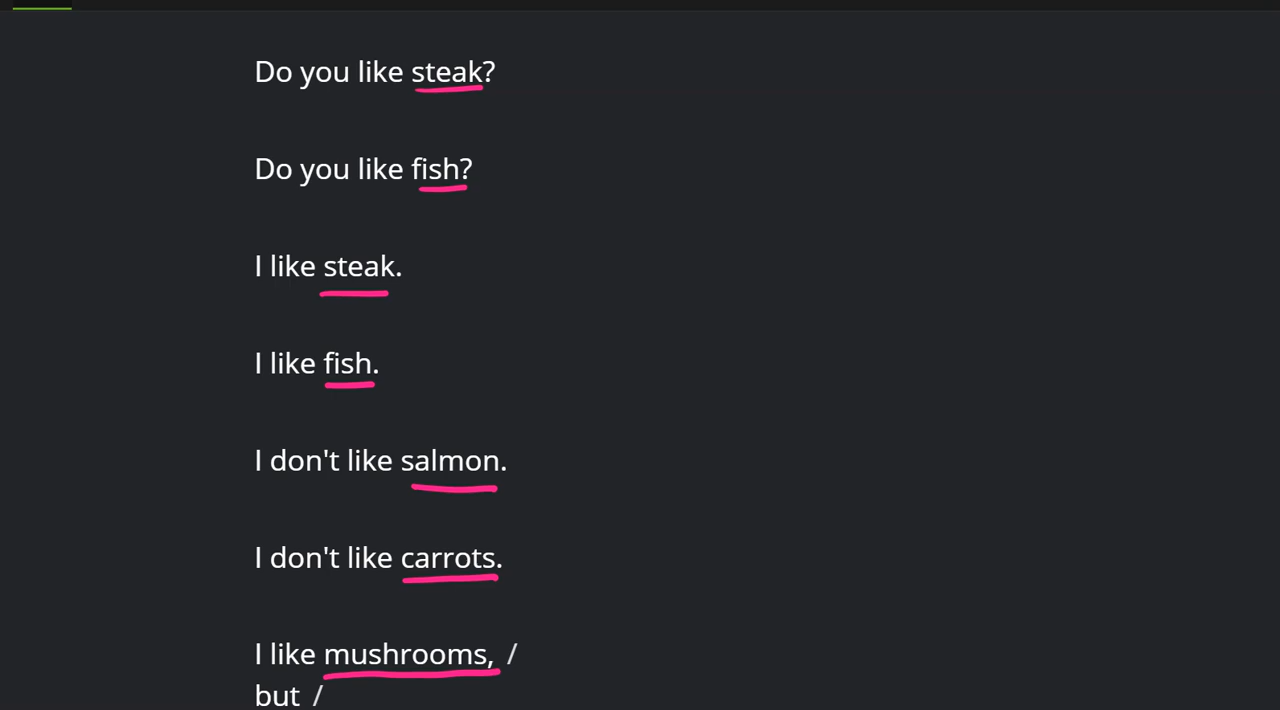 Do you like steak?
Do you like fish?
I like steak.
I like fish.
I don't like salmon.
I don't like carrots.
I like mushrooms, /
but /